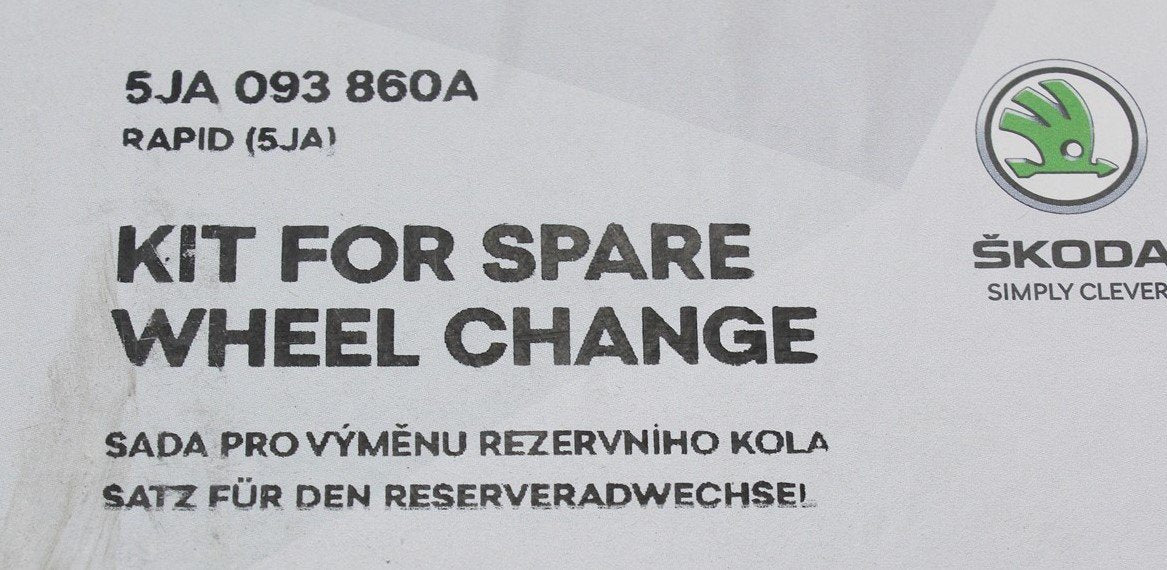 5JA 093 860A
RAPID (5JA)
KIT FOR SPARE
WHEEL CHANGE
SADA PRO VÝMĚNU REZERVNÍHO KOLA
SATZ FÜR DEN RESERVERADWECHSEL
ŠKODA
SIMPLY CLEVER